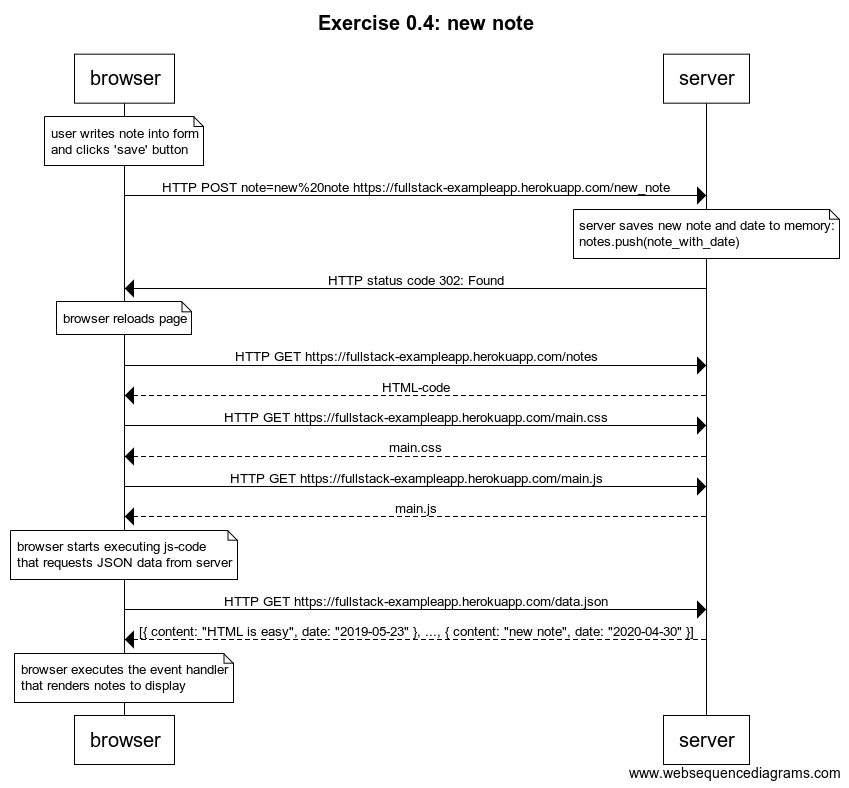 Exercise 0.4: new note
browser
server
user writes note into form
and clicks 'save' button
HTTP POST note=new%20note https://fullstack-exampleapp.herokuapp.com/new_note
server saves new note and date to memory:
notes.push(note_with_date)
HTTP status code 302: Found
browser reloads page
HTTP GET https://fullstack-exampleapp.herokuapp.com/notes
HTML-code
HTTP GET https://fullstack-exampleapp.herokuapp.com/main.css
main.css
HTTP GET https://fullstack-exampleapp.herokuapp.com/main.js
main.js
browser starts executing js-code
that requests JSON data from server
HTTP GET https://fullstack-exampleapp.herokuapp.com/data.json
[{ content: "HTML is easy", date: "2019-05-23" }, ..., { content: "new note", date: "2020-04-30" }]
browser executes the event handler
that renders notes to display
browser
server
www.websequencediagrams.com